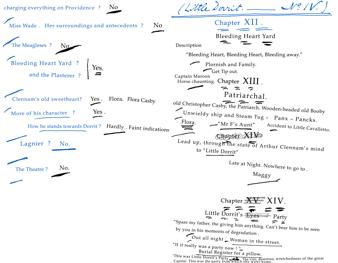 charging everything on Providence ? No
Miss Wade . Her surroundings and antecedents ? No.
The Meagleses ? No
Bleeding Heart Yard ?
and the Plasterer ?
Yes.
Clennam's old sweetheart? Yes. Flora. Flora Casby
More of his character ? Yes.
How he stands towards Dorrit? Hardly. Faint indications
Lagnier ? No.
The Theatre ? No.
(Little Dorrit. — No IV.)
Chapter XII .
Bleeding Heart Yard
Description
"Bleeding Heart, Bleeding Heart, Bleeding away."
Plornish and Family.
Get Tip out.
Captain Maroon
Horse chaunting.
Chapter XIII .
Patriarchal.
old Christopher Casby, the Patriarch. Wooden-headed old Booby
Unwieldy ship and Steam Tug - Panx - Pancks.
Flora. "Mr F's Aunt" Accident to Little Cavalletto.
Chapter XIV
Lead up, through the state of Arthur Clennam's mind
to "Little Dorrit"
Late at Night. Nowhere to go .
Maggy
Chapter XV XIV.
Little Dorrit's Party
"Spare my father, the giving him anything. Can't bear him to be seen
by you in his moments of degradation .
Out all night Woman in the street.
"If it really was a party now !"
Burial Register for a pillow.
"This was Little Dorrit's Party.